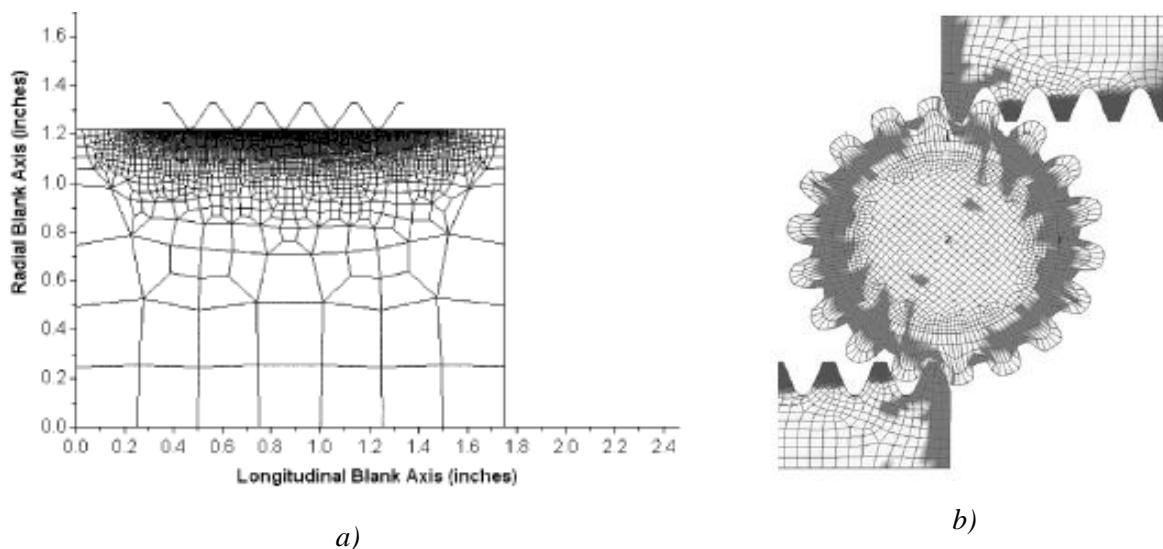 1.6
1.4
1.2
1.0
0.8
0.6
0.4
0.2
0.0
Radial Blank Axis (inches)
0.0 0.2 0.4 0.6 0.8 1.0 1.2 1.4 1.6 1.8 2.0 2.2 2.4
Longitudinal Blank Axis (inches)
a)
Z
b)